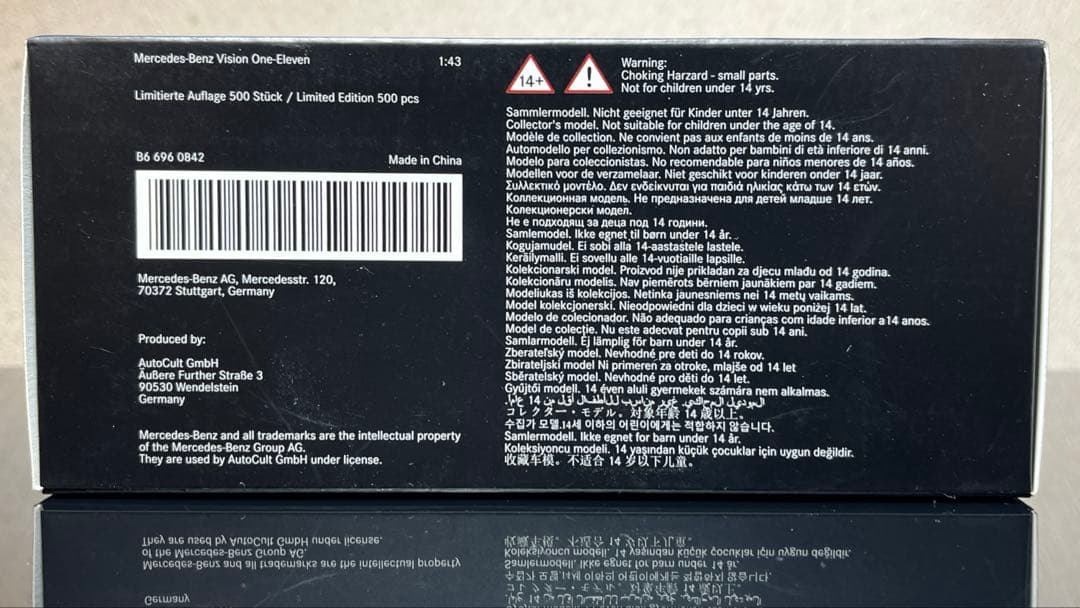 Mercedes-Benz Vision One-Eleven 1:43
Limitierte Auflage 500 Stück / Limited Edition 500 pcs
B6 696 0842 Made in China
Mercedes-Benz AG, Mercedesstr. 120,
70372 Stuttgart, Germany
Produced by:
AutoCult GmbH
Äußere Further Straße 3
90530 Wendelstein
Germany
Mercedes-Benz and all trademarks are the intellectual property
of the Mercedes-Benz Group AG.
They are used by AutoCult GmbH under license.
14+
!
Warning:
Choking Harzard - small parts.
Not for children under 14 yrs.
Sammlermodell. Nicht geeignet für Kinder unter 14 Jahren.
Collector's model. Not suitable for children under the age of 14.
Modèle de collection. Ne convient pas aux enfants de moins de 14 ans.
Automodello per collezionismo. Non adatto per bambini di età inferiore di 14 anni.
Modelo para coleccionistas. No recomendable para niños menores de 14 años.
Modellen voor de verzamelaar. Niet geschikt voor kinderen onder 14 jaar.
Συλλεκτικό μοντέλο. Δεν ενδείκνυται για παιδιά ηλικίας κάτω των 14 ετών.
Коллекционная модель. Не предназначена для детей младше 14 лет.
Колекционерски модел.
Не е подходящ за деца под 14 години.
Samlemodel. Ikke egnet til børn under 14 år.
Kogujamudel. Ei sobi alla 14-aastastele lastele.
Keräilymalli. Ei sovellu alle 14-vuotiaille lapsille.
Kolekcionarski model. Proizvod nije prikladan za djecu mlađu od 14 godina.
Kolekcionāru modelis. Nav piemērots bērniem jaunākiem par 14 gadiem.
Modeliukas iš kolekcijos. Netinka jaunesniems nei 14 metų vaikams.
Model kolekcjonerski. Nieodpowiedni dla dzieci w wieku poniżej 14 lat.
Modelo de colecionador. Não adequado para crianças com idade inferior a 14 anos.
Model de colecție. Nu este adecvat pentru copii sub 14 ani.
Samlarmodell. Ej lämplig för barn under 14 år.
Zberateľský model. Nevhodné pre deti do 14 rokov.
Zbirateljski model Ni primeren za otroke, mlajše od 14 let
Sběratelský model. Nevhodné pro děti do 14 let.
Gyűjtői modell. 14 éven aluli gyermekek számára nem alkalmas.
14
コレクター・モデル。対象年齢 14 歳以上。
수집가 모델.14세 이하의 어린이에게는 적합하지 않습니다.
Samlermodell. Ikke egnet for barn under 14 år.
Koleksiyoncu modeli. 14 yaşından küçük çocuklar için uygun değildir.
收藏车模。不适合 14 岁以下儿童。